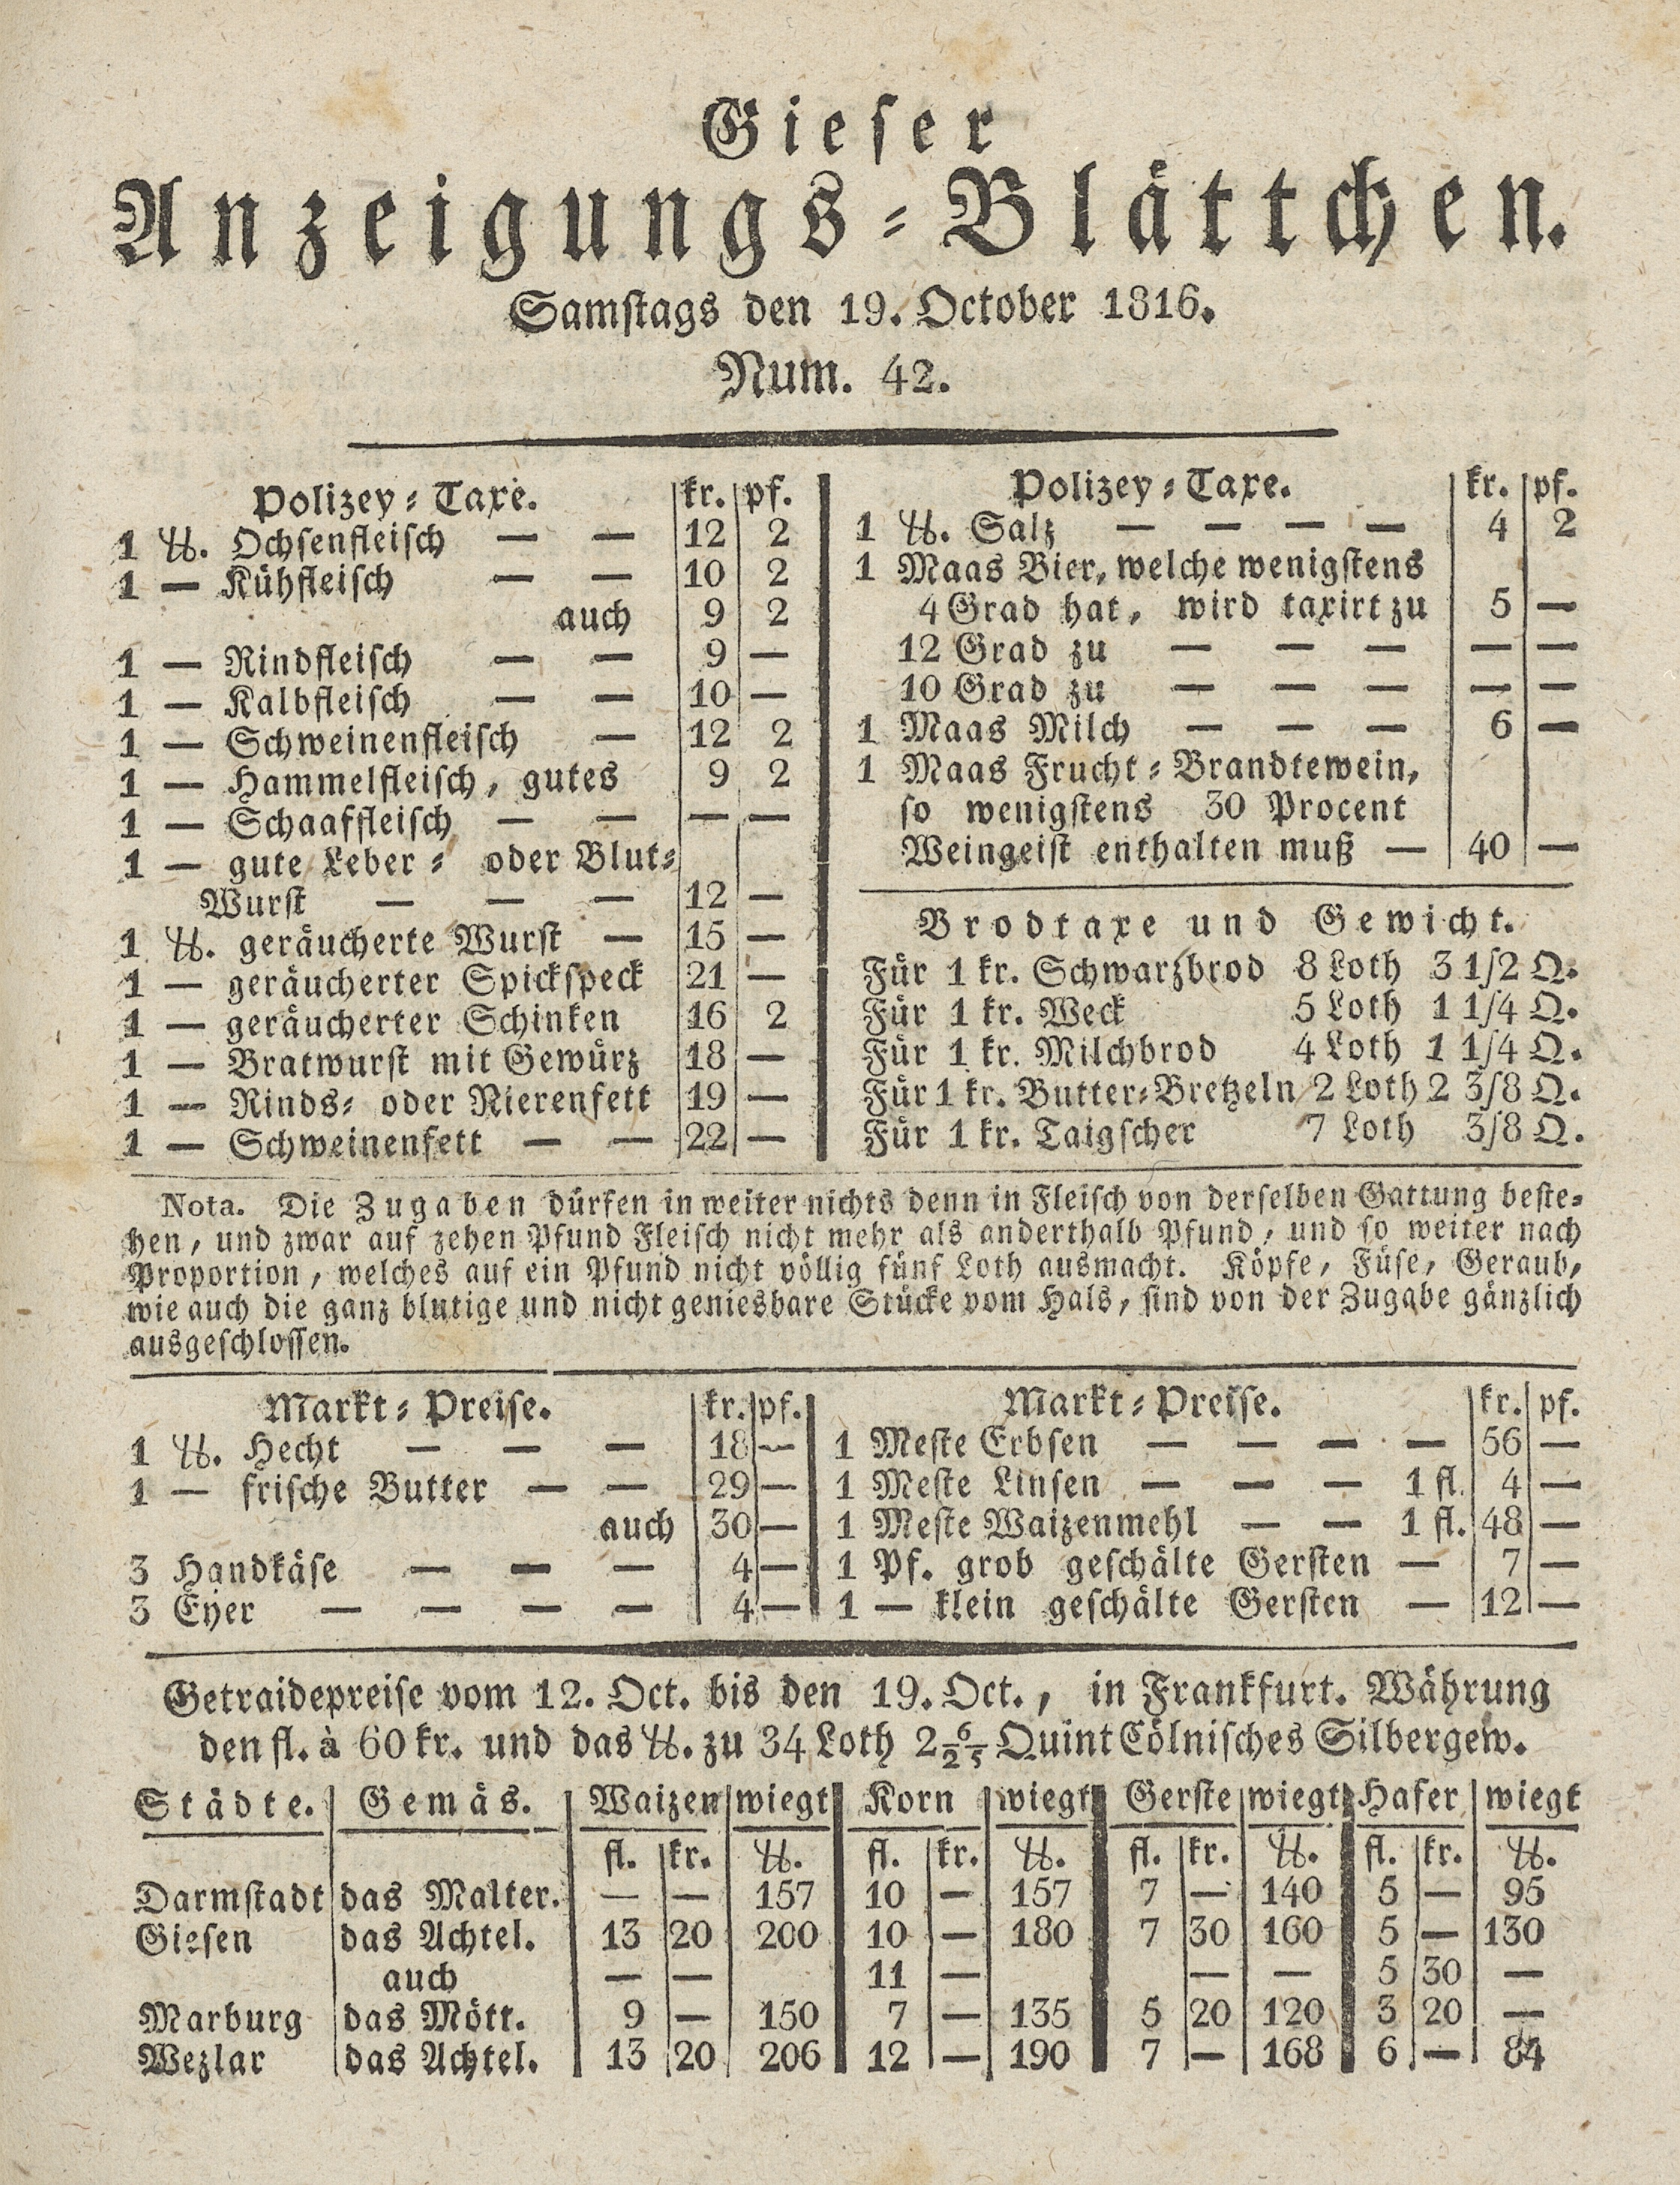 Gieser
Anzeigungs-Blättchen.
Samstags den 19. October 1816.
Num. 42.
Polizey-Taxe. kr. pf.
1 ℔. Ochsenfleisch — — 12 2
1 — Kühfleisch — — 10 2
auch 9 2
1 — Rindfleisch — — 9 —
1 — Kalbfleisch — — 10 —
1 — Schweinenfleisch — 12 2
1 — Hammelfleisch, gutes 9 2
1 — Schaaffleisch — — — —
1 — gute Leber- oder Blut-
Wurst — — — 12 —
1 ℔. geräucherte Wurst — 15 —
1 — geräucherter Spickspeck 21 —
1 — geräucherter Schinken 16 2
1 — Bratwurst mit Gewürz 18 —
1 — Rinds- oder Nierenfett 19 —
1 — Schweinenfett — — 22 —
Polizey-Taxe. kr. pf.
1 ℔. Salz — — — — 4 2
1 Maas Bier, welche wenigstens
4 Grad hat, wird taxirt zu 5 —
12 Grad zu — — — — —
10 Grad zu — — — — —
1 Maas Milch — — — 6 —
1 Maas Frucht-Brandtewein,
so wenigstens 30 Procent
Weingeist enthalten muß — 40 —
Brodtaxe und Gewicht.
Für 1 kr. Schwarzbrod 8 Loth 3 1/2 Q.
Für 1 kr. Weck 5 Loth 1 1/4 Q.
Für 1 kr. Milchbrod 4 Loth 1 1/4 Q.
Für 1 kr. Butter-Bretzeln 2 Loth 2 3/8 Q.
Für 1 kr. Taigscher 7 Loth 3/8 Q.
Nota. Die Zugaben dürfen in weiter nichts denn in Fleisch von derselben Gattung beste-
hen, und zwar auf zehen Pfund Fleisch nicht mehr als anderthalb Pfund, und so weiter nach
Proportion, welches auf ein Pfund nicht völlig fünf Loth ausmacht. Köpfe, Füse, Geraub,
wie auch die ganz blutige und nicht geniesbare Stücke vom Hals, sind von der Zugabe gänzlich
ausgeschlossen.
Markt-Preise. kr. pf.
1 ℔. Hecht — — — 18 —
1 — frische Butter — — 29 —
auch 30 —
3 Handkäse — — — 4 —
3 Eyer — — — — 4 —
Markt-Preise. kr. pf.
1 Meste Erbsen — — — — 56 —
1 Meste Linsen — — — 1 fl. 4 —
1 Meste Waizenmehl — — 1 fl. 48 —
1 Pf. grob geschälte Gersten — 7 —
1 — klein geschälte Gersten — 12 —
Getraidepreise vom 12. Oct. bis den 19. Oct., in Frankfurt. Währung
den fl. à 60 kr. und das ℔. zu 34 Loth 2 6/25 Quint Cölnisches Silbergew.
Städte. Gemäs. Waizen wiegt Korn wiegt Gerste wiegt Hafer wiegt
fl. kr. ℔. fl. kr. ℔. fl. kr. ℔. fl. kr. ℔.
Darmstadt das Malter. — — 157 10 — 157 7 — 140 5 — 95
Giesen das Achtel. 13 20 200 10 — 180 7 30 160 5 — 130
auch — — 11 — — — 5 30 —
Marburg das Mött. 9 — 150 7 — 135 5 20 120 3 20 —
Wezlar das Achtel. 13 20 206 12 — 190 7 — 168 6 — 84